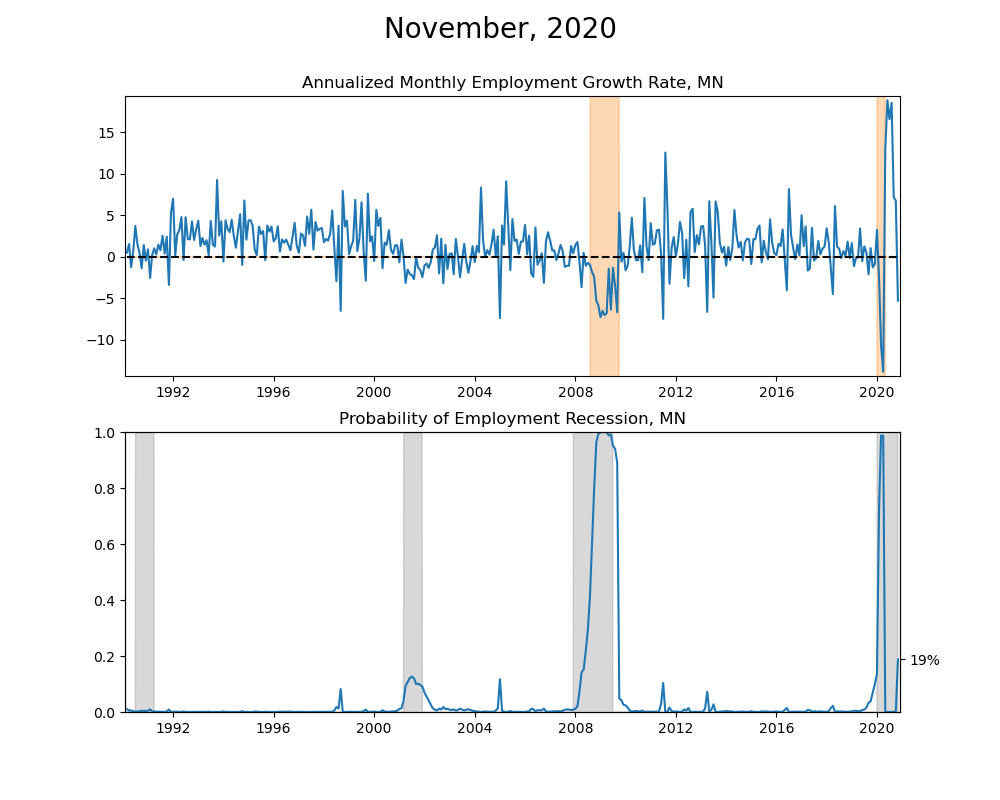 November, 2020
Annualized Monthly Employment Growth Rate, MN
15
10
5
0
−5
−10
1992 1996 2000 2004 2008 2012 2016 2020
Probability of Employment Recession, MN
1.0
0.8
0.6
0.4
0.2
0.0
19%
1992 1996 2000 2004 2008 2012 2016 2020